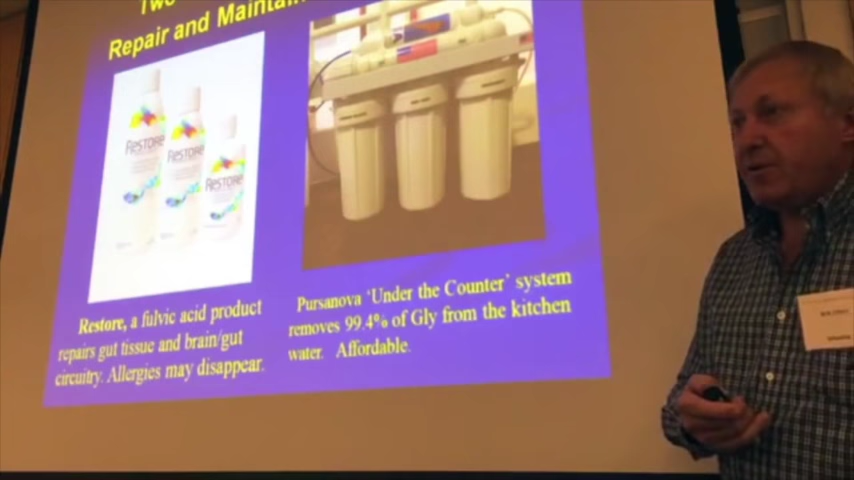 Two
Repair and Maintain
RESTORE
RESTORE
RESTORE
Restore, a fulvic acid product
repairs gut tissue and brain/gut
circuitry. Allergies may disappear.
Pursanova 'Under the Counter' system
removes 99.4% of Gly from the kitchen
water. Affordable.